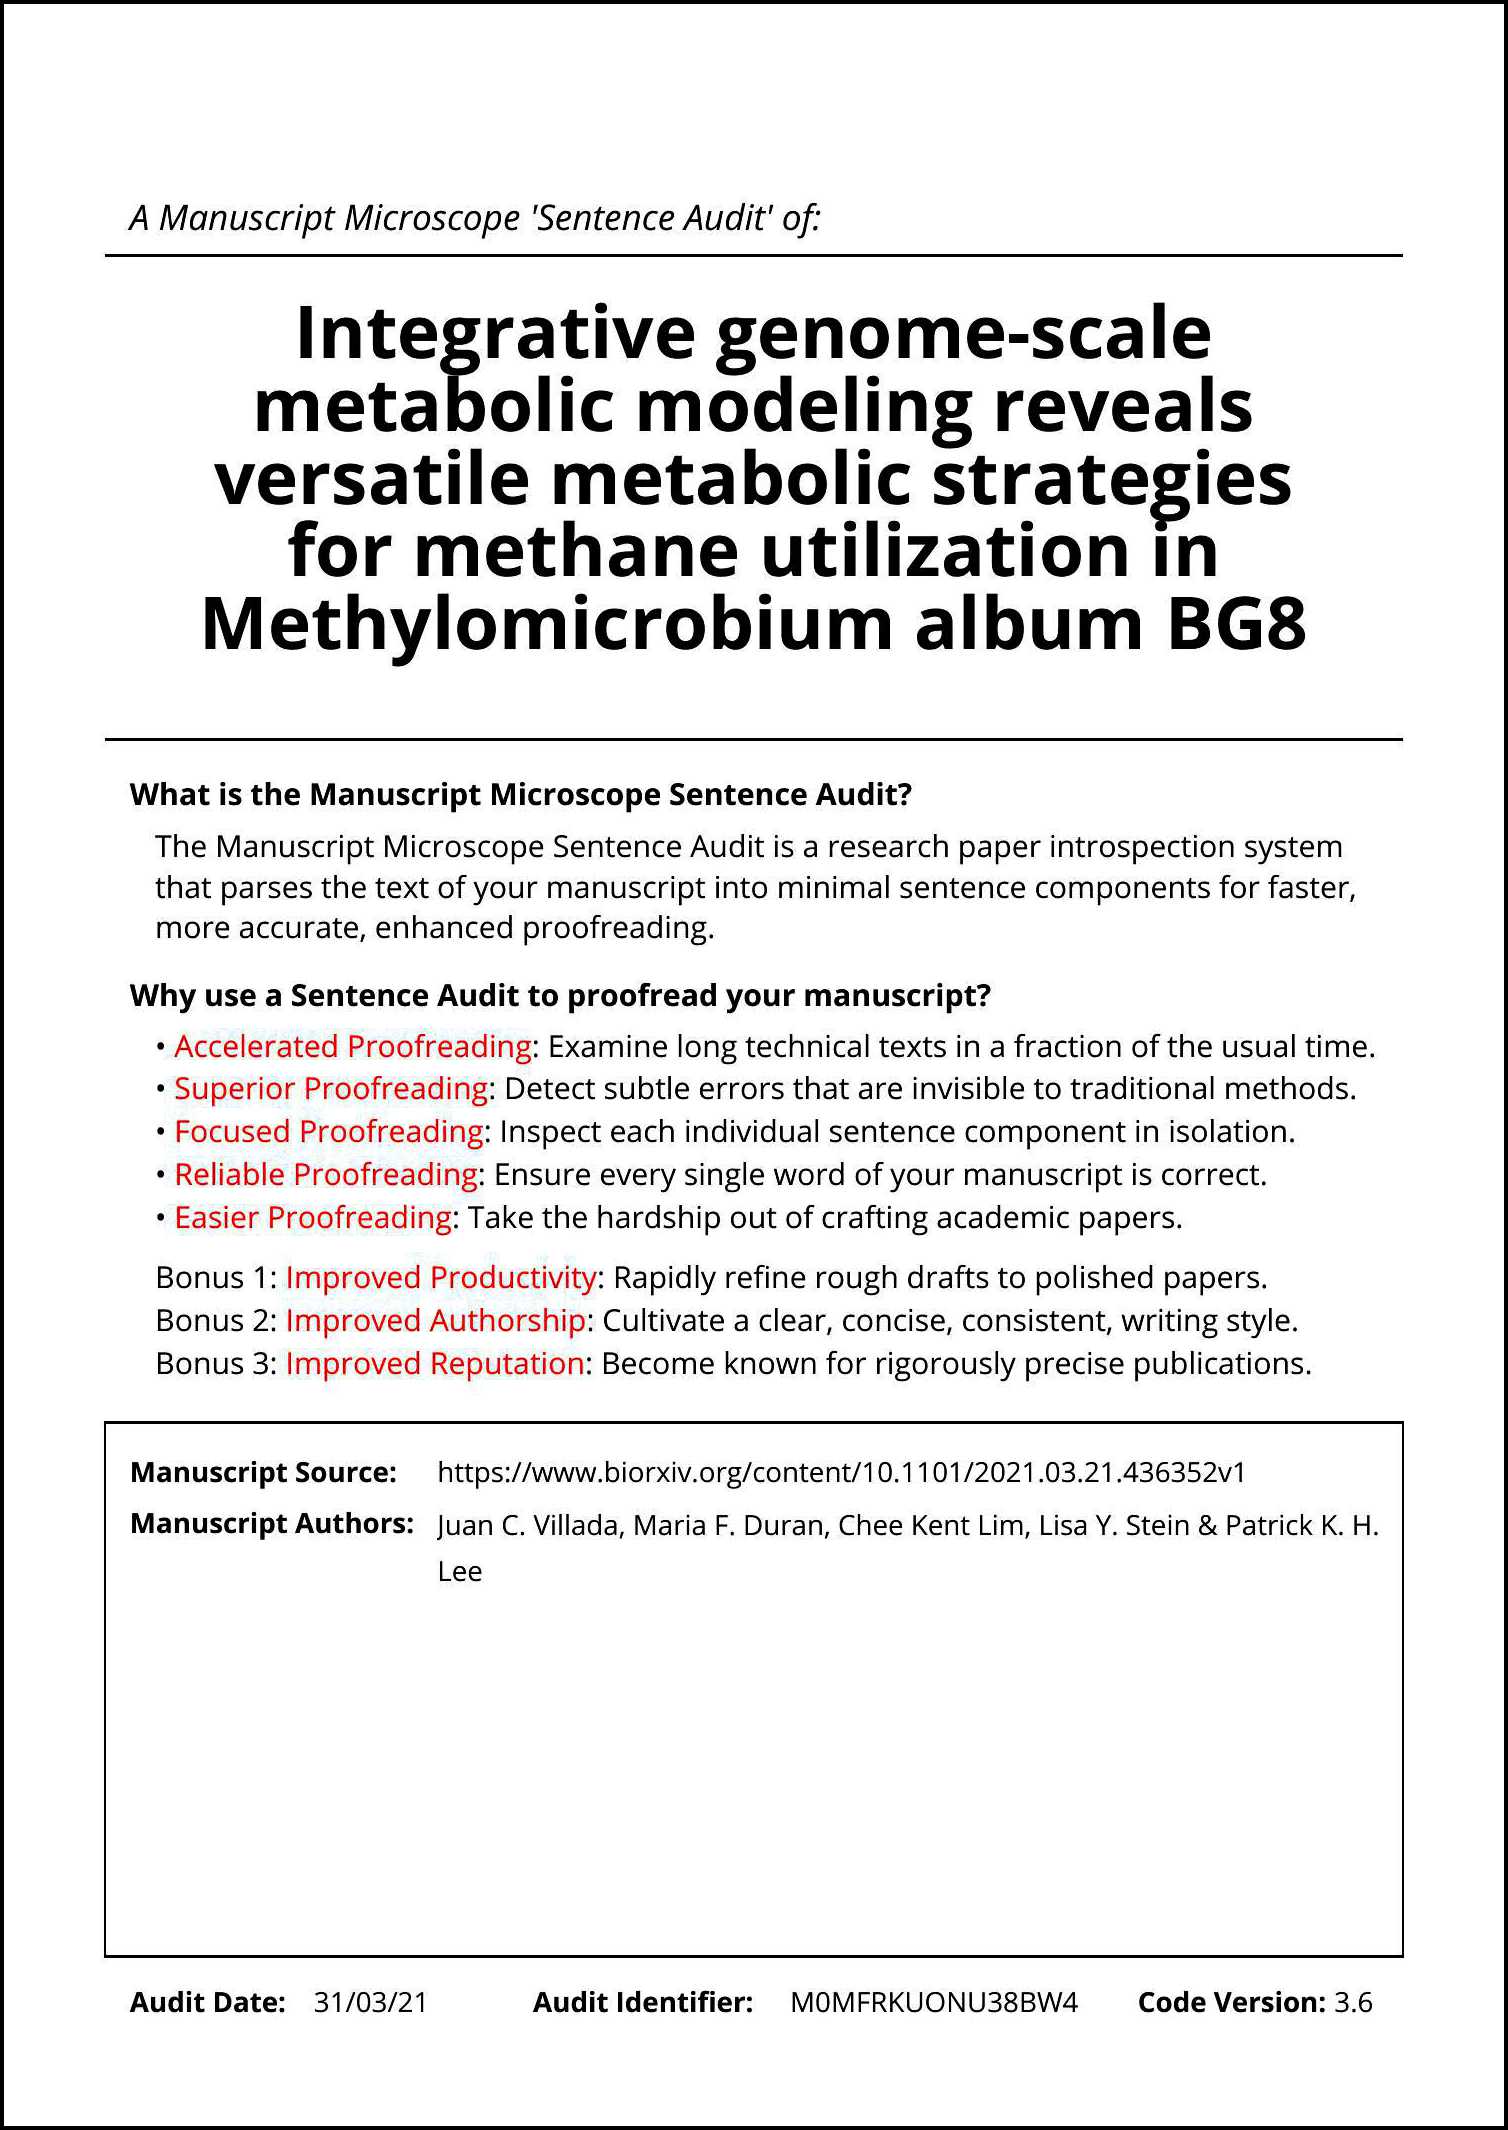 A Manuscript Microscope 'Sentence Audit' of:
Integrative genome-scale
metabolic modeling reveals
versatile metabolic strategies
for methane utilization in
Methylomicrobium album BG8
What is the Manuscript Microscope Sentence Audit?
The Manuscript Microscope Sentence Audit is a research paper introspection system
that parses the text of your manuscript into minimal sentence components for faster,
more accurate, enhanced proofreading.
Why use a Sentence Audit to proofread your manuscript?
• Accelerated Proofreading: Examine long technical texts in a fraction of the usual time.
• Superior Proofreading: Detect subtle errors that are invisible to traditional methods.
• Focused Proofreading: Inspect each individual sentence component in isolation.
• Reliable Proofreading: Ensure every single word of your manuscript is correct.
• Easier Proofreading: Take the hardship out of crafting academic papers.
Bonus 1: Improved Productivity: Rapidly refine rough drafts to polished papers.
Bonus 2: Improved Authorship: Cultivate a clear, concise, consistent, writing style.
Bonus 3: Improved Reputation: Become known for rigorously precise publications.
Manuscript Source: https://www.biorxiv.org/content/10.1101/2021.03.21.436352v1
Manuscript Authors: Juan C. Villada, Maria F. Duran, Chee Kent Lim, Lisa Y. Stein & Patrick K. H.
Lee
Audit Date: 31/03/21 Audit Identifier: M0MFRKUONU38BW4 Code Version: 3.6